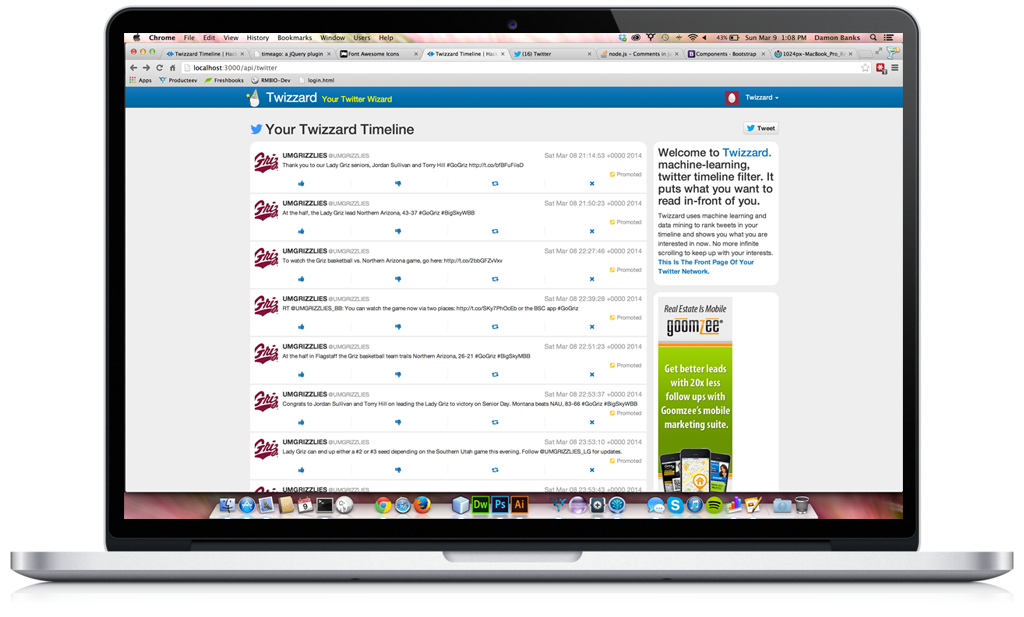 Chrome File Edit View History Bookmarks Window Users Help 43% Sun Mar 9 1:08 PM Damon Banks
Twizzard Timeline | Has timeago: a jQuery plugin Font Awesome Icons Twizzard Timeline | Has (16) Twitter node.js - Comments in Components · Bootstrap 1024px-MacBook_Pro_R
localhost:3000/api/twitter
Apps Producteev Freshbooks RMBIO-Dev login.html
Twizzard Your Twitter Wizard Twizzard
Your Twizzard Timeline
Tweet
UMGRIZZLIES @UMGRIZZLIES Sat Mar 08 21:14:53 +0000 2014
Thank you to our Lady Griz seniors, Jordan Sullivan and Torry Hill #GoGriz
Promoted
UMGRIZZLIES @UMGRIZZLIES Sat Mar 08 21:50:23 +0000 2014
At the half, the Lady Griz lead Northern Arizona, 43-37 #GoGriz #BigSkyWBB
Promoted
UMGRIZZLIES @UMGRIZZLIES Sat Mar 08 22:27:46 +0000 2014
To watch the Griz basketball vs. Northern Arizona game, go here: http://t.co/2bbGFZvVxv
Promoted
UMGRIZZLIES @UMGRIZZLIES Sat Mar 08 22:39:28 +0000 2014
RT @UMGRIZZLIES_BB: You can watch the game now via two places: http://t.co/SKy7PhOcEb or the BSC app #GoGriz
Promoted
UMGRIZZLIES @UMGRIZZLIES Sat Mar 08 22:51:23 +0000 2014
At the half in Flagstaff the Griz basketball team trails Northern Arizona, 26-21 #GoGriz #BigSkyMBB
Promoted
UMGRIZZLIES @UMGRIZZLIES Sat Mar 08 22:53:37 +0000 2014
Congrats to Jordan Sullivan and Torry Hill on leading the Lady Griz to victory on Senior Day. Montana beats NAU, 83-66 #GoGriz #BigSkyWBB
Promoted
UMGRIZZLIES @UMGRIZZLIES Sat Mar 08 23:53:10 +0000 2014
Lady Griz can end up either a #2 or #3 seed depending on the Southern Utah game this evening. Follow @UMGRIZZLIES_LG for updates.
Promoted
UMGRIZZLIES @UMGRIZZLIES Sat Mar 08 23:53:43 +0000 2014
Welcome to Twizzard.
machine-learning,
twitter timeline filter. It
puts what you want to
read in-front of you.
Twizzard uses machine learning and
data mining to rank tweets in your
timeline and shows you what you are
interested in now. No more infinite
scrolling to keep up with your interests.
This Is The Front Page Of Your
Twitter Network.
Real Estate Is Mobile
goomzee
Get better leads
with 20x less
follow ups with
Goomzee's mobile
marketing suite.
9
Dw Ps Ai